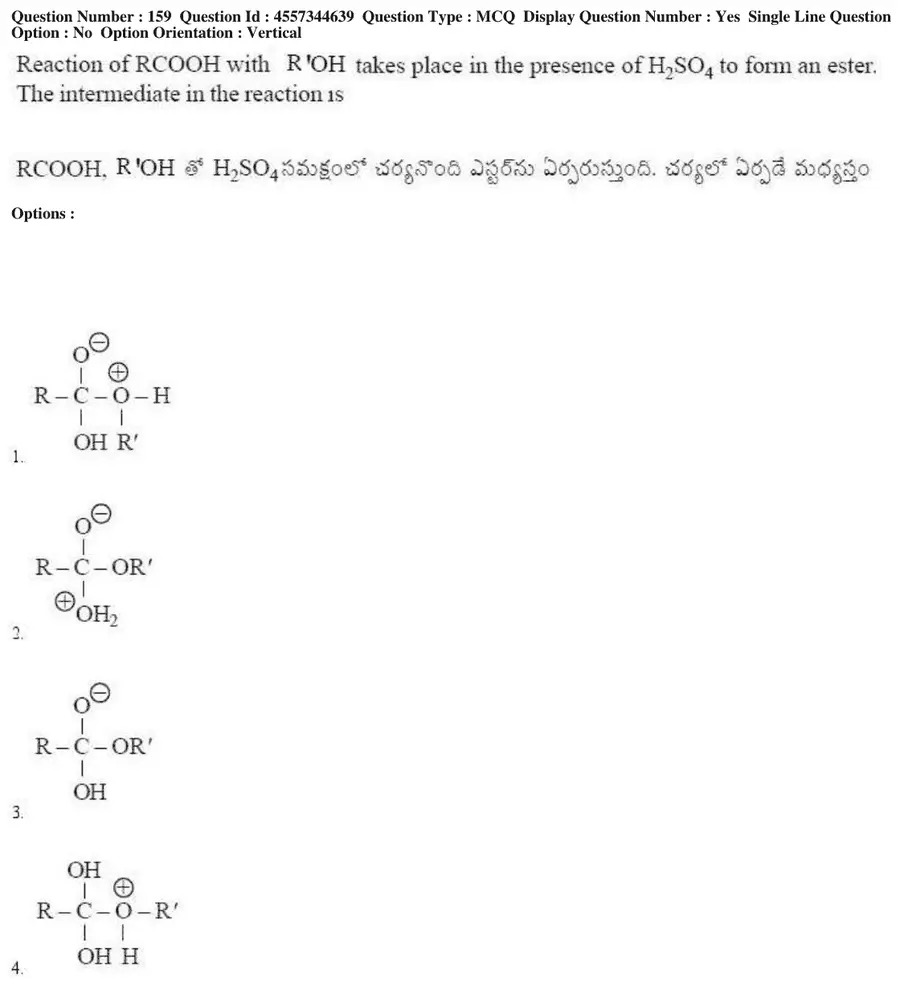 Question Number : 159 Question Id : 4557344639 Question Type : MCQ Display Question Number : Yes Single Line Question
Option : No Option Orientation : Vertical
Reaction of RCOOH with R'OH takes place in the presence of H₂SO₄ to form an ester.
The intermediate in the reaction is
RCOOH, R'OH తో H₂SO₄ సమక్షంలో చర్యనొంది ఎస్టర్‌ను ఏర్పరుస్తుంది. చర్యలో ఏర్పడే మధ్యస్తం
Options :
O⊖
| ⊕
R – C – O – H
| |
OH R′
1.
O⊖
|
R – C – OR′
|
⊕OH₂
2.
O⊖
|
R – C – OR′
|
OH
3.
OH
| ⊕
R – C – O – R′
| |
OH H
4.